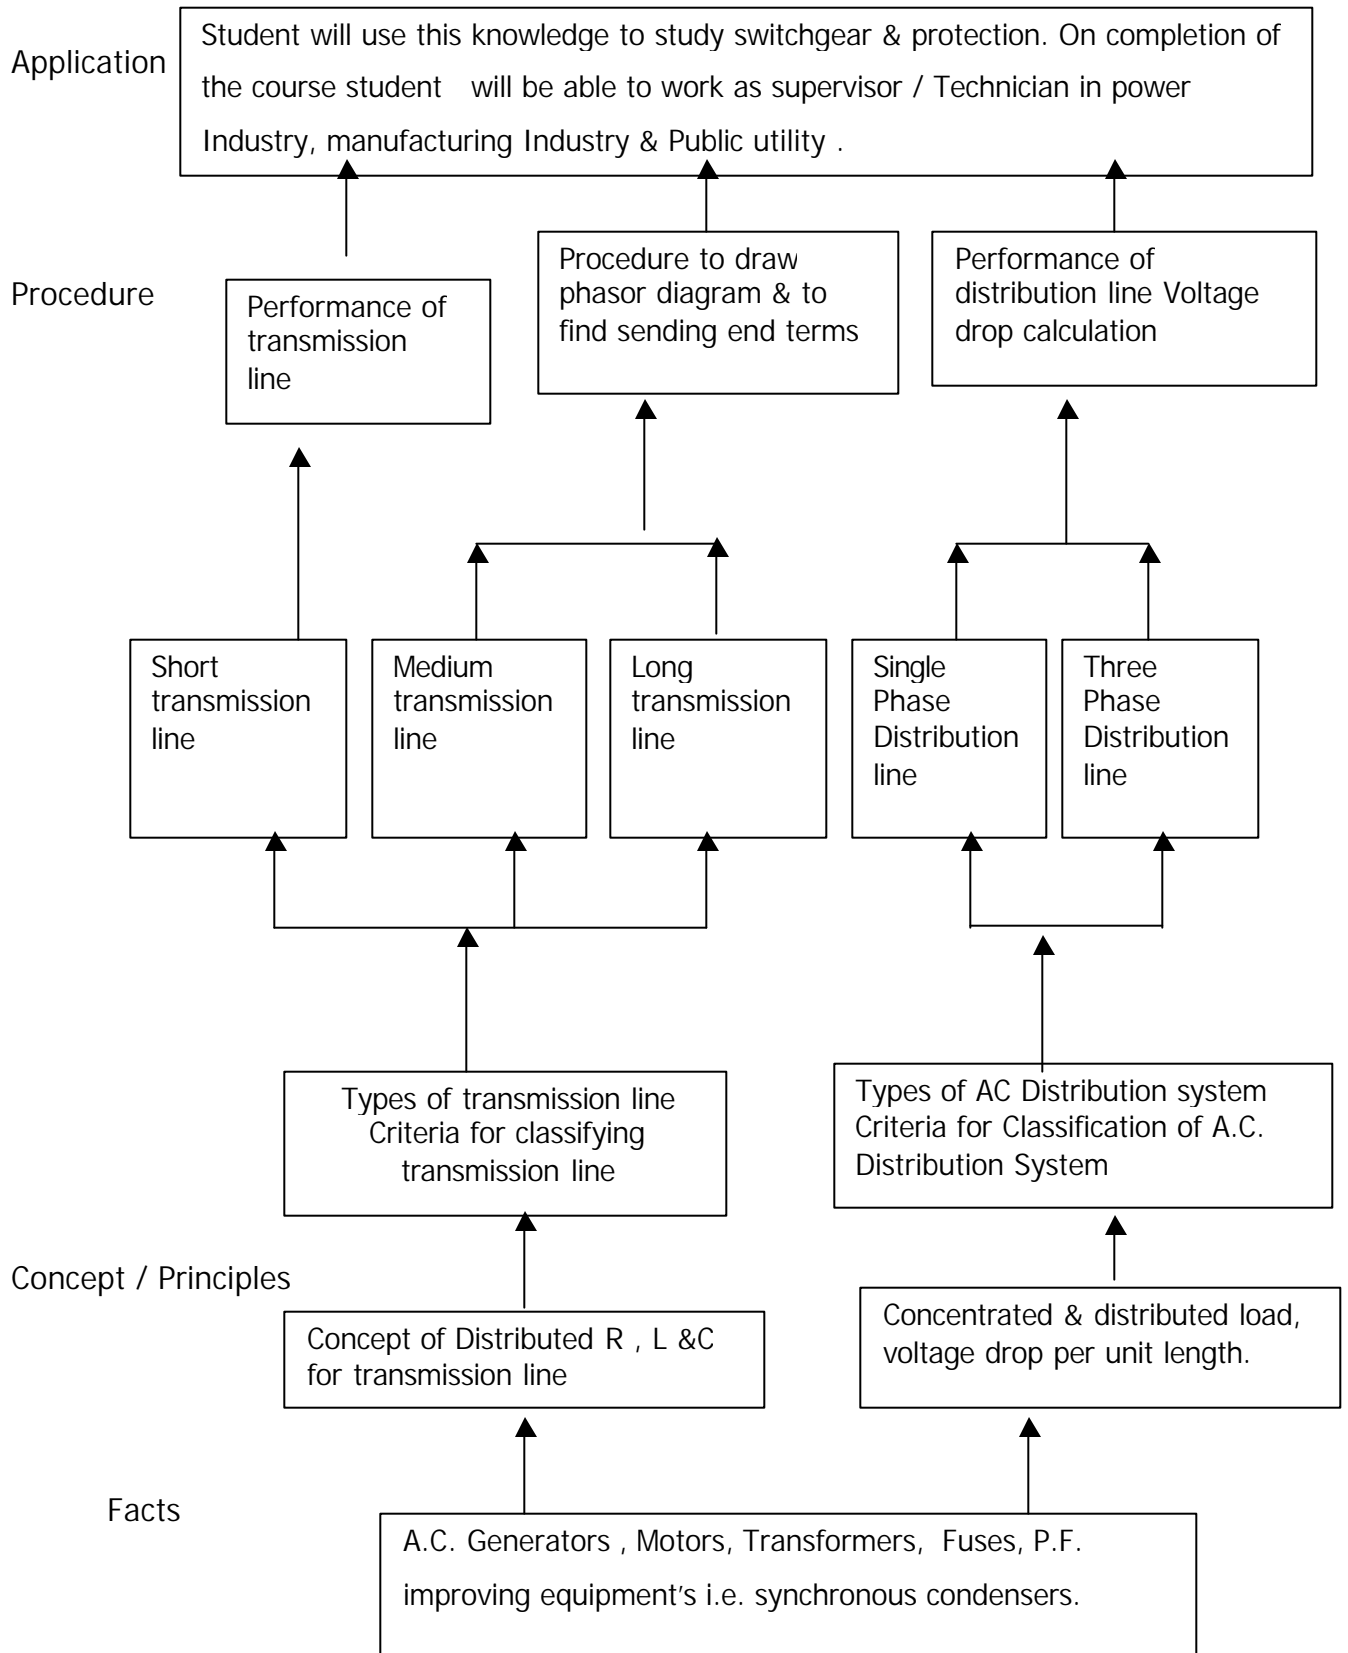 Application
Student will use this knowledge to study switchgear & protection. On completion of
the course student will be able to work as supervisor / Technician in power
Industry, manufacturing Industry & Public utility .
Procedure
Performance of
transmission
line
Procedure to draw
phasor diagram & to
find sending end terms
Performance of
distribution line Voltage
drop calculation
Short
transmission
line
Medium
transmission
line
Long
transmission
line
Single
Phase
Distribution
line
Three
Phase
Distribution
line
Types of transmission line
Criteria for classifying
transmission line
Types of AC Distribution system
Criteria for Classification of A.C.
Distribution System
Concept / Principles
Concept of Distributed R , L &C
for transmission line
Concentrated & distributed load,
voltage drop per unit length.
Facts
A.C. Generators , Motors, Transformers, Fuses, P.F.
improving equipment's i.e. synchronous condensers.